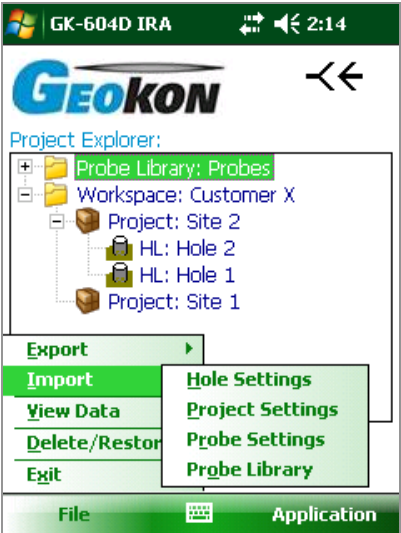 GK-604D IRA 2:14
GEOKON
Project Explorer:
Probe Library: Probes
Workspace: Customer X
Project: Site 2
HL: Hole 2
HL: Hole 1
Project: Site 1
Export
Import
View Data
Delete/Restor
Exit
Hole Settings
Project Settings
Probe Settings
Probe Library
File Application